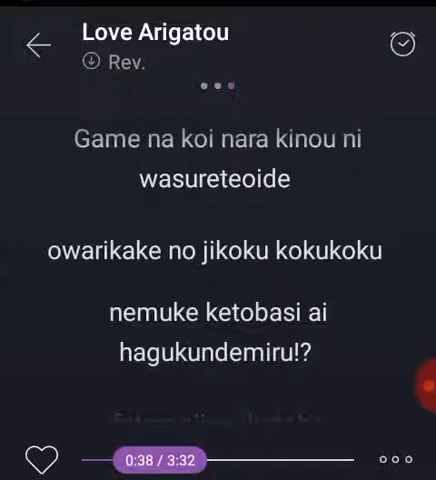 Love Arigatou
Rev.
Game na koi nara kinou ni
wasureteoide
owarikake no jikoku kokukoku
nemuke ketobasi ai
hagukundemiru!?
0:38 / 3:32